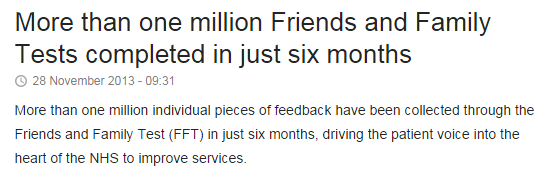 More than one million Friends and Family
Tests completed in just six months
28 November 2013 - 09:31
More than one million individual pieces of feedback have been collected through the
Friends and Family Test (FFT) in just six months, driving the patient voice into the
heart of the NHS to improve services.